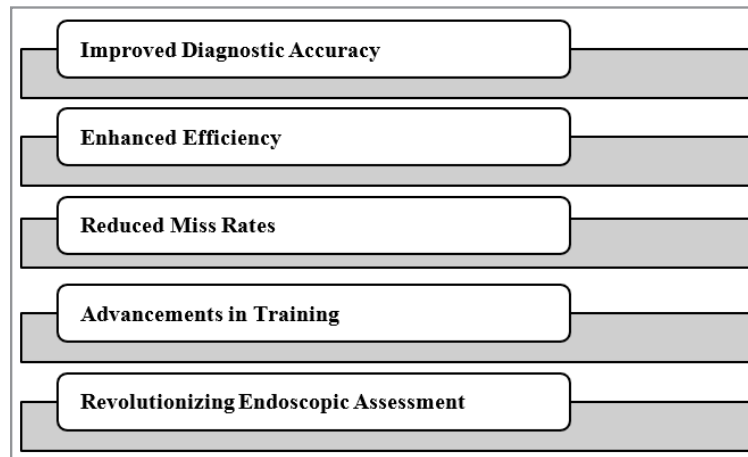 Improved Diagnostic Accuracy
Enhanced Efficiency
Reduced Miss Rates
Advancements in Training
Revolutionizing Endoscopic Assessment